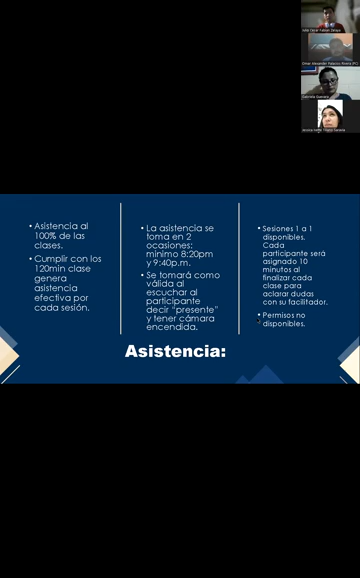 • Asistencia al
100% de las
clases.
• Cumplir con los
120min clase
genera
asistencia
efectiva por
cada sesión.
• La asistencia se
toma en 2
ocasiones:
mínimo 8:20pm
y 9:40p.m.
• Se tomará como
válida al
escuchar al
participante
decir “presente”
y tener cámara
encendida.
• Sesiones 1 a 1
disponibles.
Cada
participante será
asignado 10
minutos al
finalizar cada
clase para
aclarar dudas
con su facilitador.
• Permisos no
disponibles.
Asistencia: